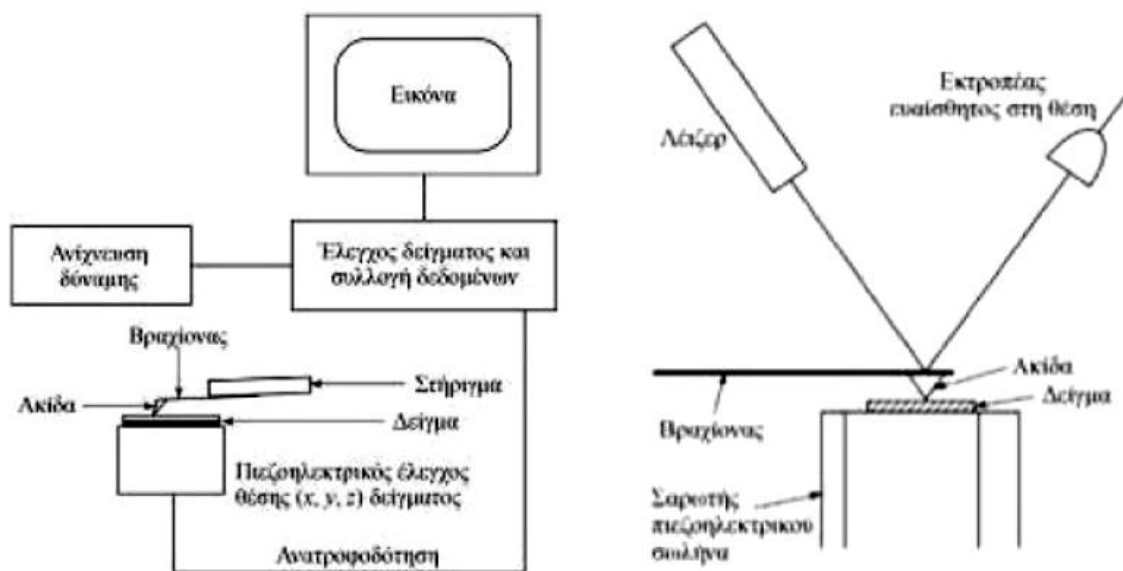 Εικόνα
Ανίχνευση
δύναμης
Έλεγχος δείγματος και
συλλογή δεδομένων
Βραχίονας
Στήριγμα
Ακίδα
Δείγμα
Πιεζοηλεκτρικός έλεγχος
θέσης (x, y, z) δείγματος
Ανατροφοδότηση
Λέιζερ
Εκτροπέας
ευαίσθητος στη θέση
Ακίδα
Δείγμα
Βραχίονας
Σαρωτής
πιεζοηλεκτρικού
σωλήνα